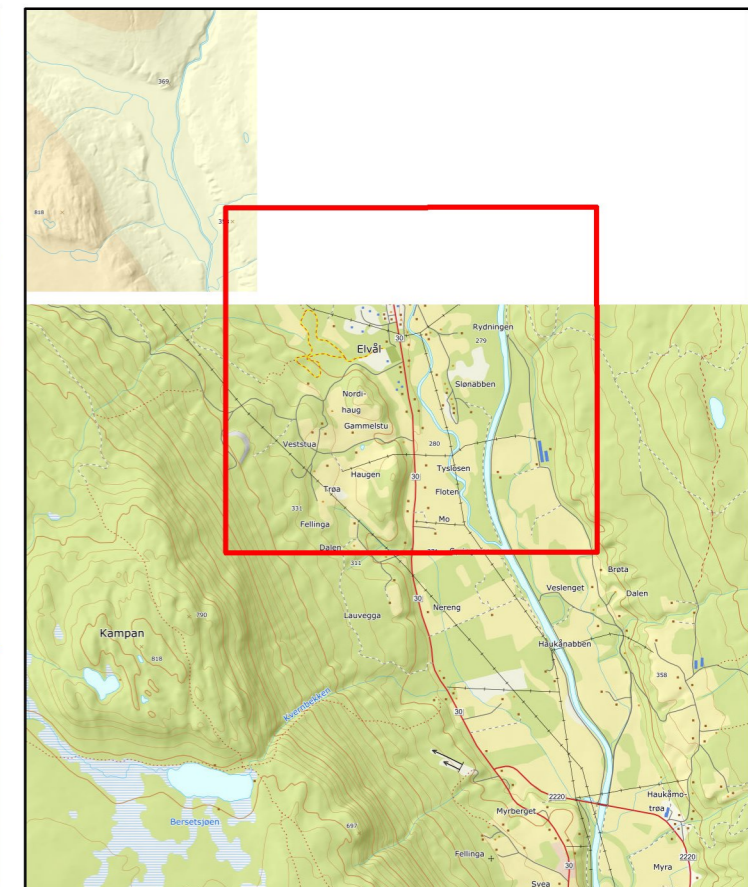 369
818
Rydningen
279
30
Elvål
Slønabben
Nordi-
haug
Gammelstu
280
Veststua
Tyslosen
Haugen
30
Trøa
Floten
331
Mo
Fellinga
Dalen
311
Brøta
Veslenget
Dalen
30
Nereng
Lauvegga
790
Kampan
Haukånabben
818
358
Kvernbekken
30
2220
Haukåmo-
trøa
Myrberget
Bersetsjøen
697
2220
Fellinga
30
Myra
Svea